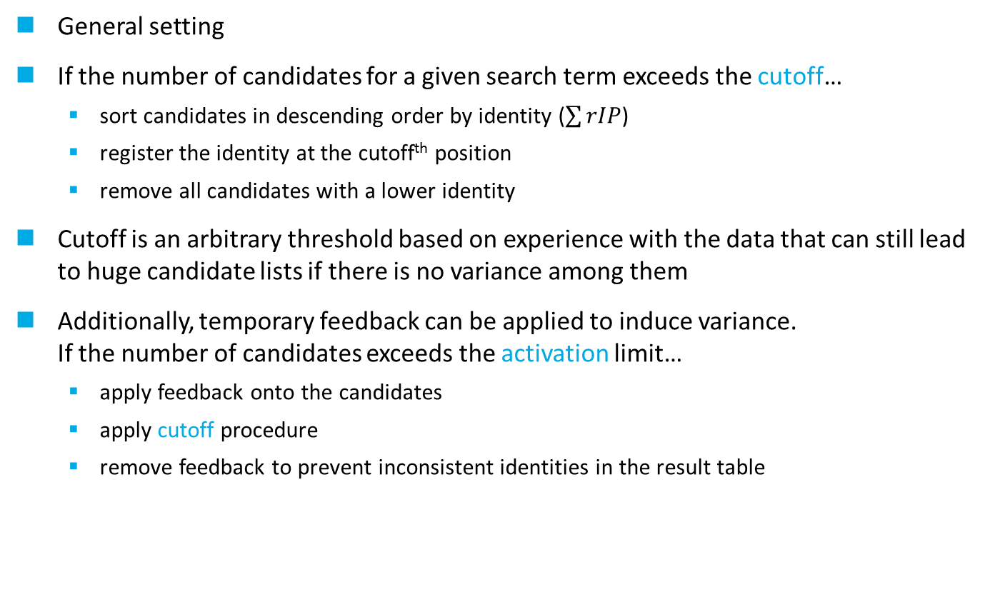 General setting
If the number of candidates for a given search term exceeds the cutoff…
sort candidates in descending order by identity (∑ rIP)
register the identity at the cutoffᵗʰ position
remove all candidates with a lower identity
Cutoff is an arbitrary threshold based on experience with the data that can still lead
to huge candidate lists if there is no variance among them
Additionally, temporary feedback can be applied to induce variance.
If the number of candidates exceeds the activation limit…
apply feedback onto the candidates
apply cutoff procedure
remove feedback to prevent inconsistent identities in the result table